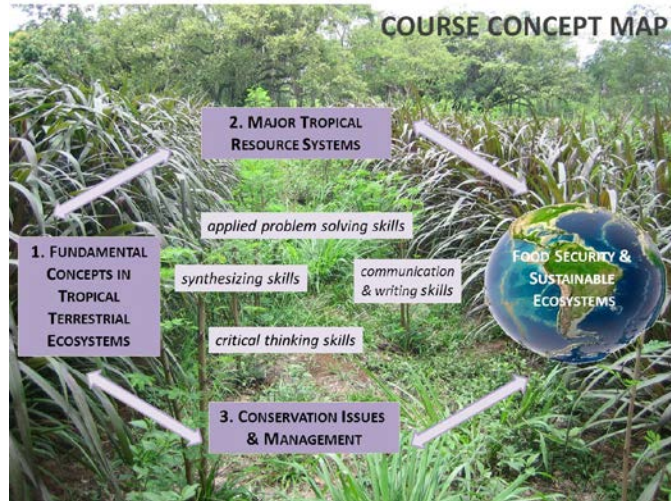 COURSE CONCEPT MAP
2. MAJOR TROPICAL
RESOURCE SYSTEMS
applied problem solving skills
1. FUNDAMENTAL
CONCEPTS IN
TROPICAL
TERRESTRIAL
ECOSYSTEMS
synthesizing skills
communication
& writing skills
FOOD SECURITY &
SUSTAINABLE
ECOSYSTEMS
critical thinking skills
3. CONSERVATION ISSUES
& MANAGEMENT